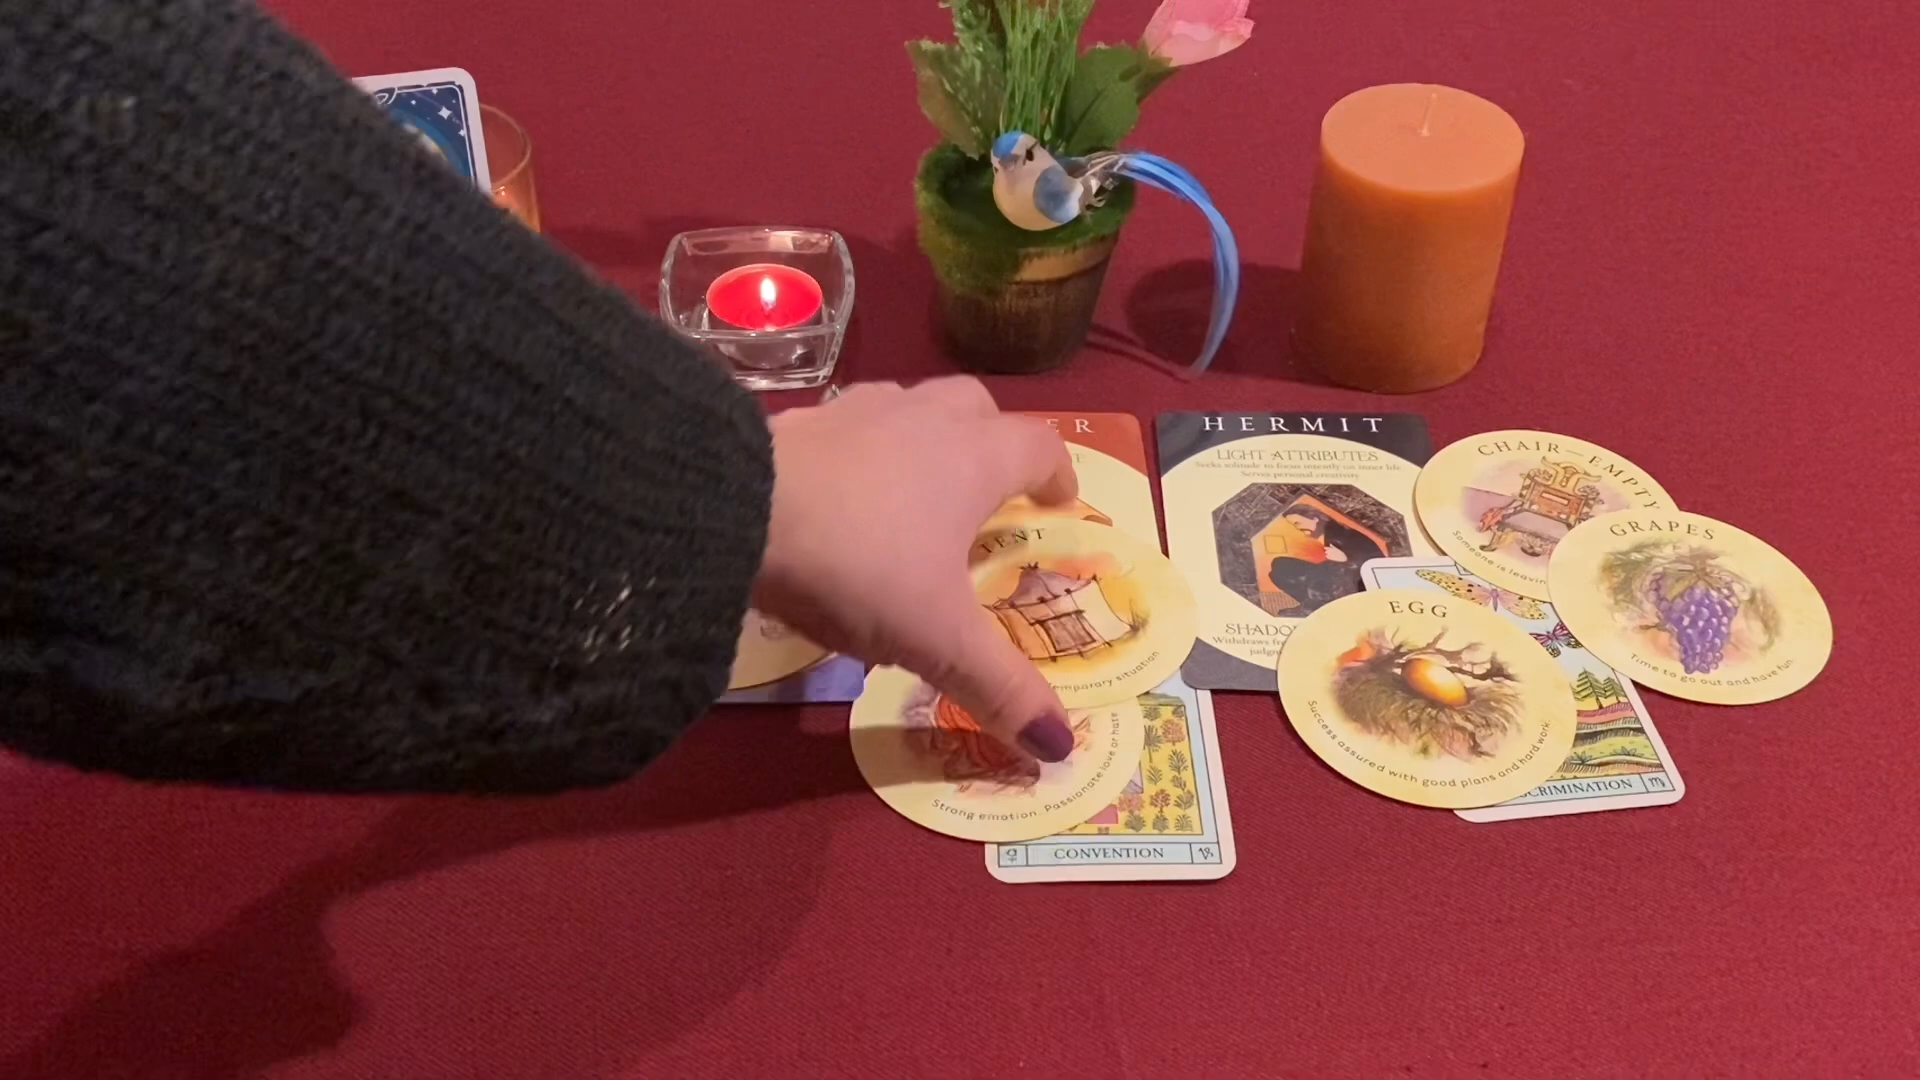 HERMIT
LIGHT ATTRIBUTES
Seeks solitude to focus intently on inner life
Serves personal creativity
CHAIR—EMPTY
Someone is
GRAPES
Time to go out and have fun.
TENT
Temporary situation
EGG
Success assured with good plans and hard work.
Strong emotion. Passionate love or hate
CONVENTION